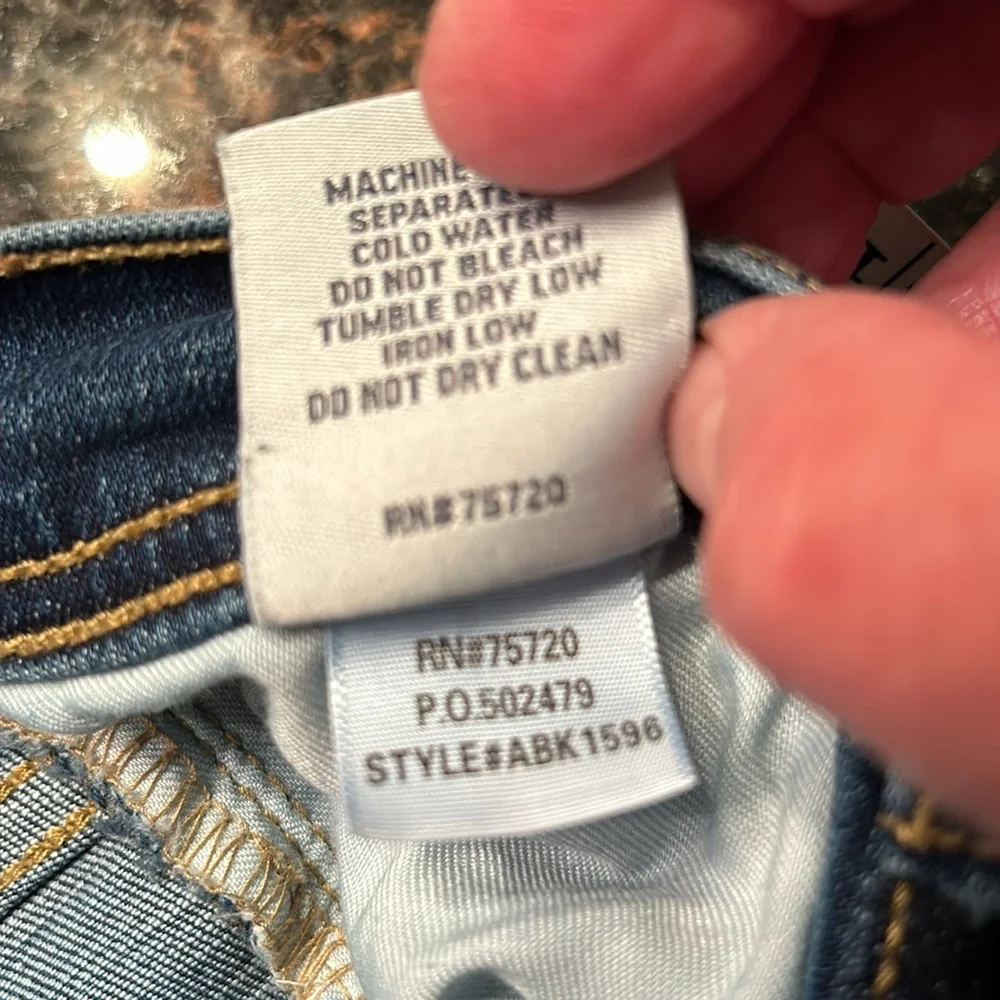 MACHINE
SEPARATE
COLD WATER
DO NOT BLEACH
TUMBLE DRY LOW
IRON LOW
DO NOT DRY CLEAN
RN#75720
RN#75720
P.O.502479
STYLE#ABK1596